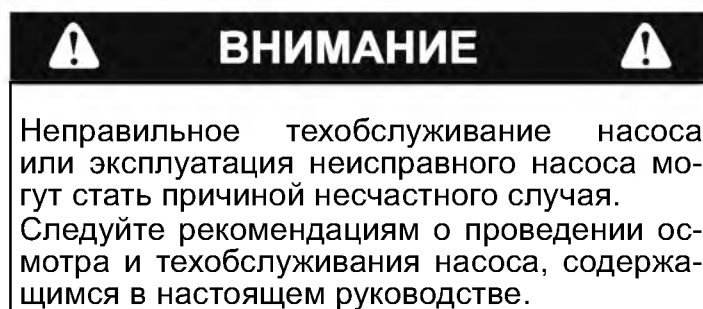 ВНИМАНИЕ
Неправильное техобслуживание насоса
или эксплуатация неисправного насоса мо-
гут стать причиной несчастного случая.
Следуйте рекомендациям о проведении ос-
мотра и техобслуживания насоса, содержа-
щимся в настоящем руководстве.